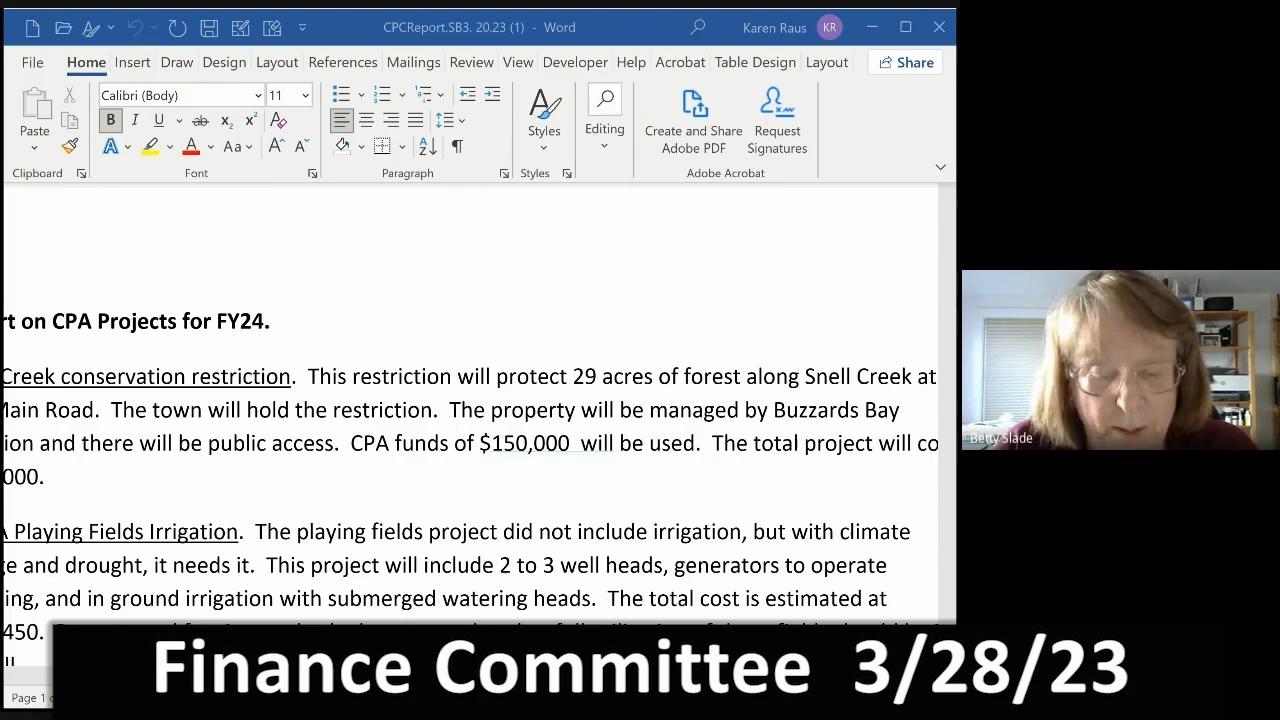 CPCReport.SB3. 20.23 (1) - Word
Karen Raus
KR
File Home Insert Draw Design Layout References Mailings Review View Developer Help Acrobat Table Design Layout
Share
Calibri (Body) 11
Paste
B I U ab x₂ x²
A A Aa A A
Styles
Editing
Create and Share Adobe PDF
Request Signatures
Clipboard Font Paragraph Styles Adobe Acrobat
rt on CPA Projects for FY24.
Creek conservation restriction. This restriction will protect 29 acres of forest along Snell Creek at
Main Road. The town will hold the restriction. The property will be managed by Buzzards Bay
ion and there will be public access. CPA funds of $150,000 will be used. The total project will co
000.
A Playing Fields Irrigation. The playing fields project did not include irrigation, but with climate
ge and drought, it needs it. This project will include 2 to 3 well heads, generators to operate
ing, and in ground irrigation with submerged watering heads. The total cost is estimated at
450.
Page 1
Betty Slade
Finance Committee 3/28/23